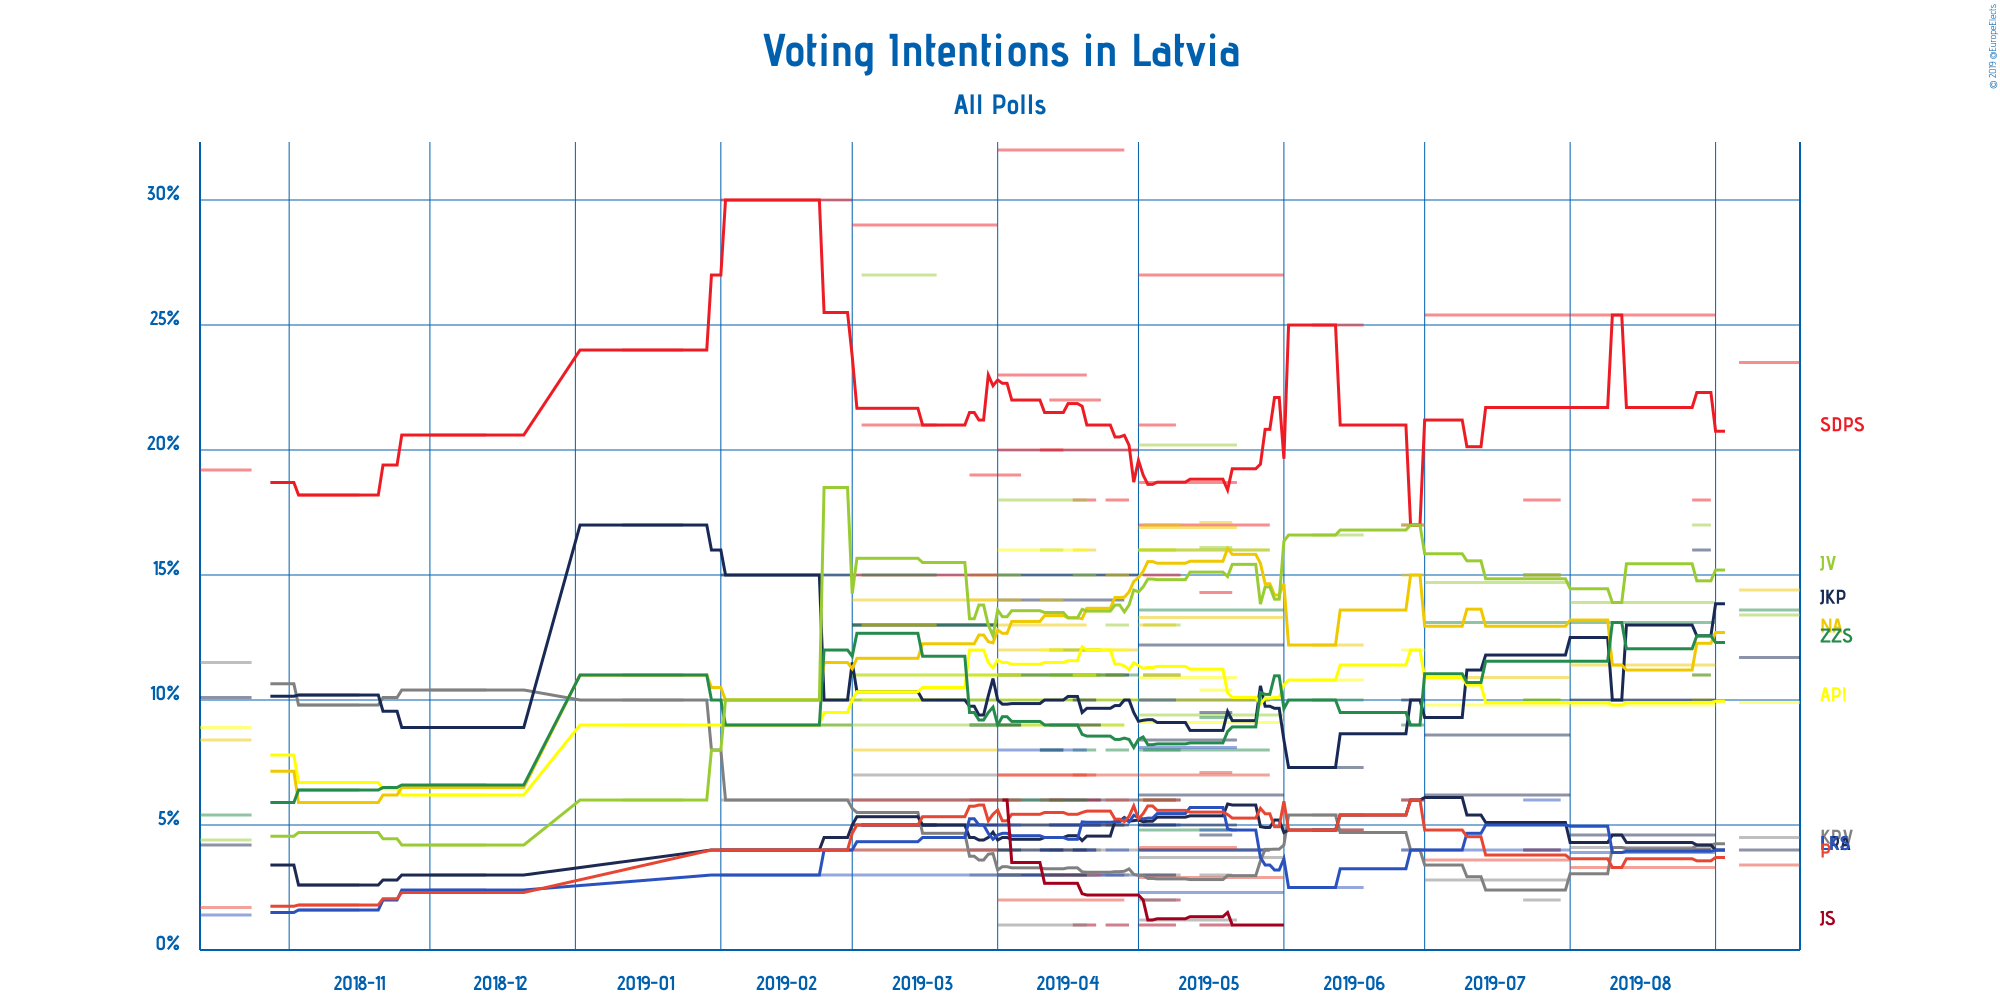 © 2019 @EuropeElects
Voting Intentions in Latvia
All Polls
30%
25%
20%
15%
10%
5%
0%
SDPS
JV
JKP
NA
ZZS
API
KPV
LRA
P
JS
2018-11
2018-12
2019-01
2019-02
2019-03
2019-04
2019-05
2019-06
2019-07
2019-08